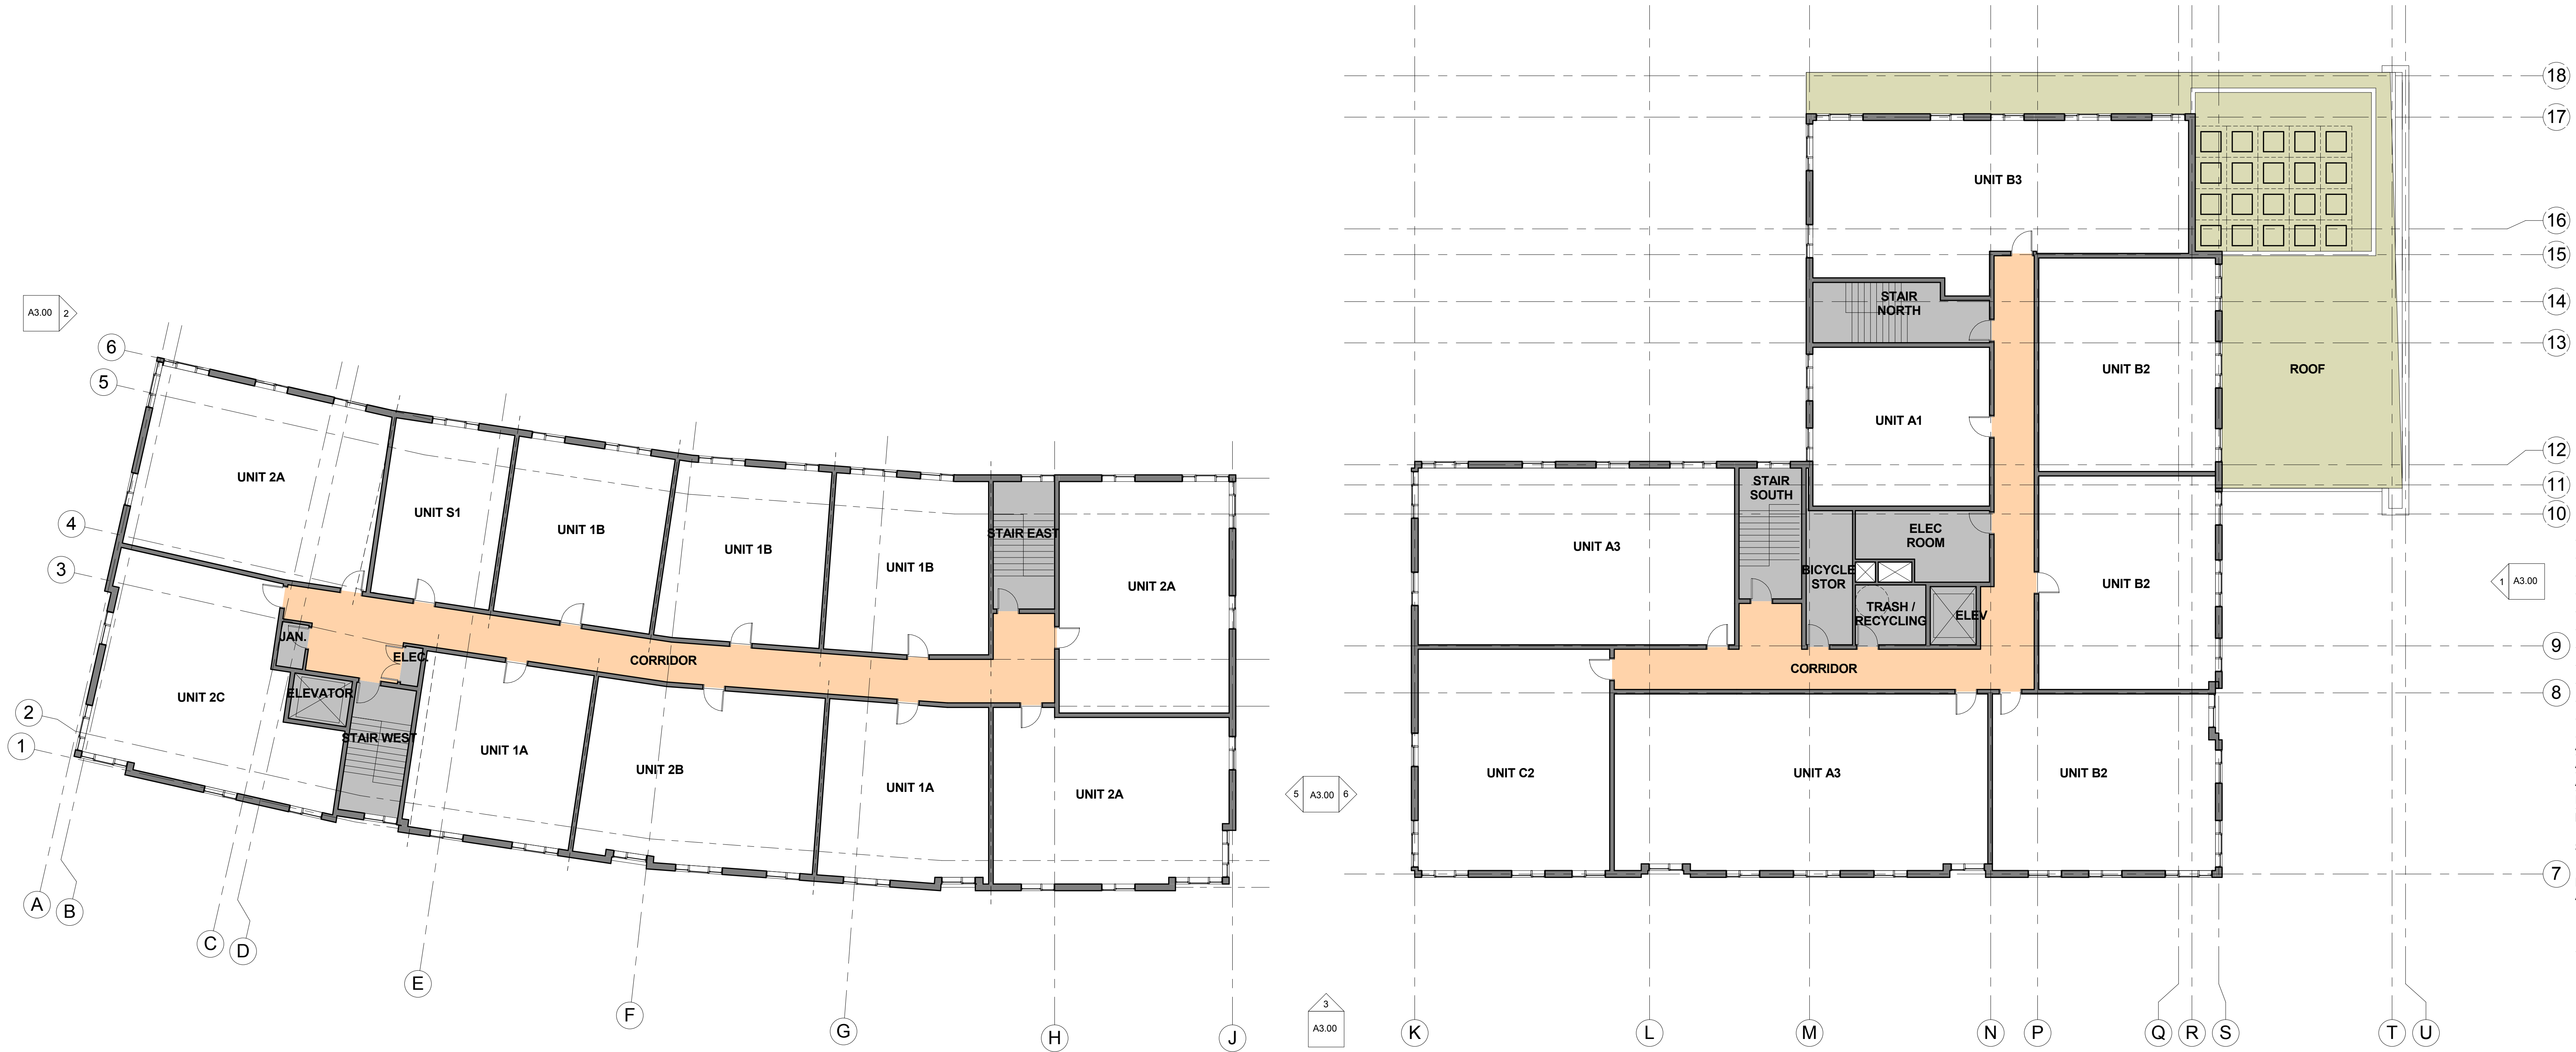 18
17
UNIT B3
16
15
STAIR
NORTH
14
A3.00
2
6
5
13
UNIT B2
ROOF
UNIT A1
12
UNIT 2A
STAIR
SOUTH
11
UNIT S1
4
10
UNIT 1B
STAIR EAST
ELEC
ROOM
UNIT 1B
UNIT A3
3
UNIT 1B
BICYCLE
STOR
UNIT B2
1
A3.00
UNIT 2A
TRASH /
RECYCLING
ELEV
JAN.
ELEC.
CORRIDOR
9
CORRIDOR
UNIT 2C
ELEVATOR
8
2
STAIR WEST
1
UNIT 1A
UNIT 2B
UNIT C2
UNIT A3
UNIT B2
UNIT 1A
UNIT 2A
5
A3.00
6
7
A
B
C
D
E
F
G
H
J
3
A3.00
K
L
M
N
P
Q
R
S
T
U